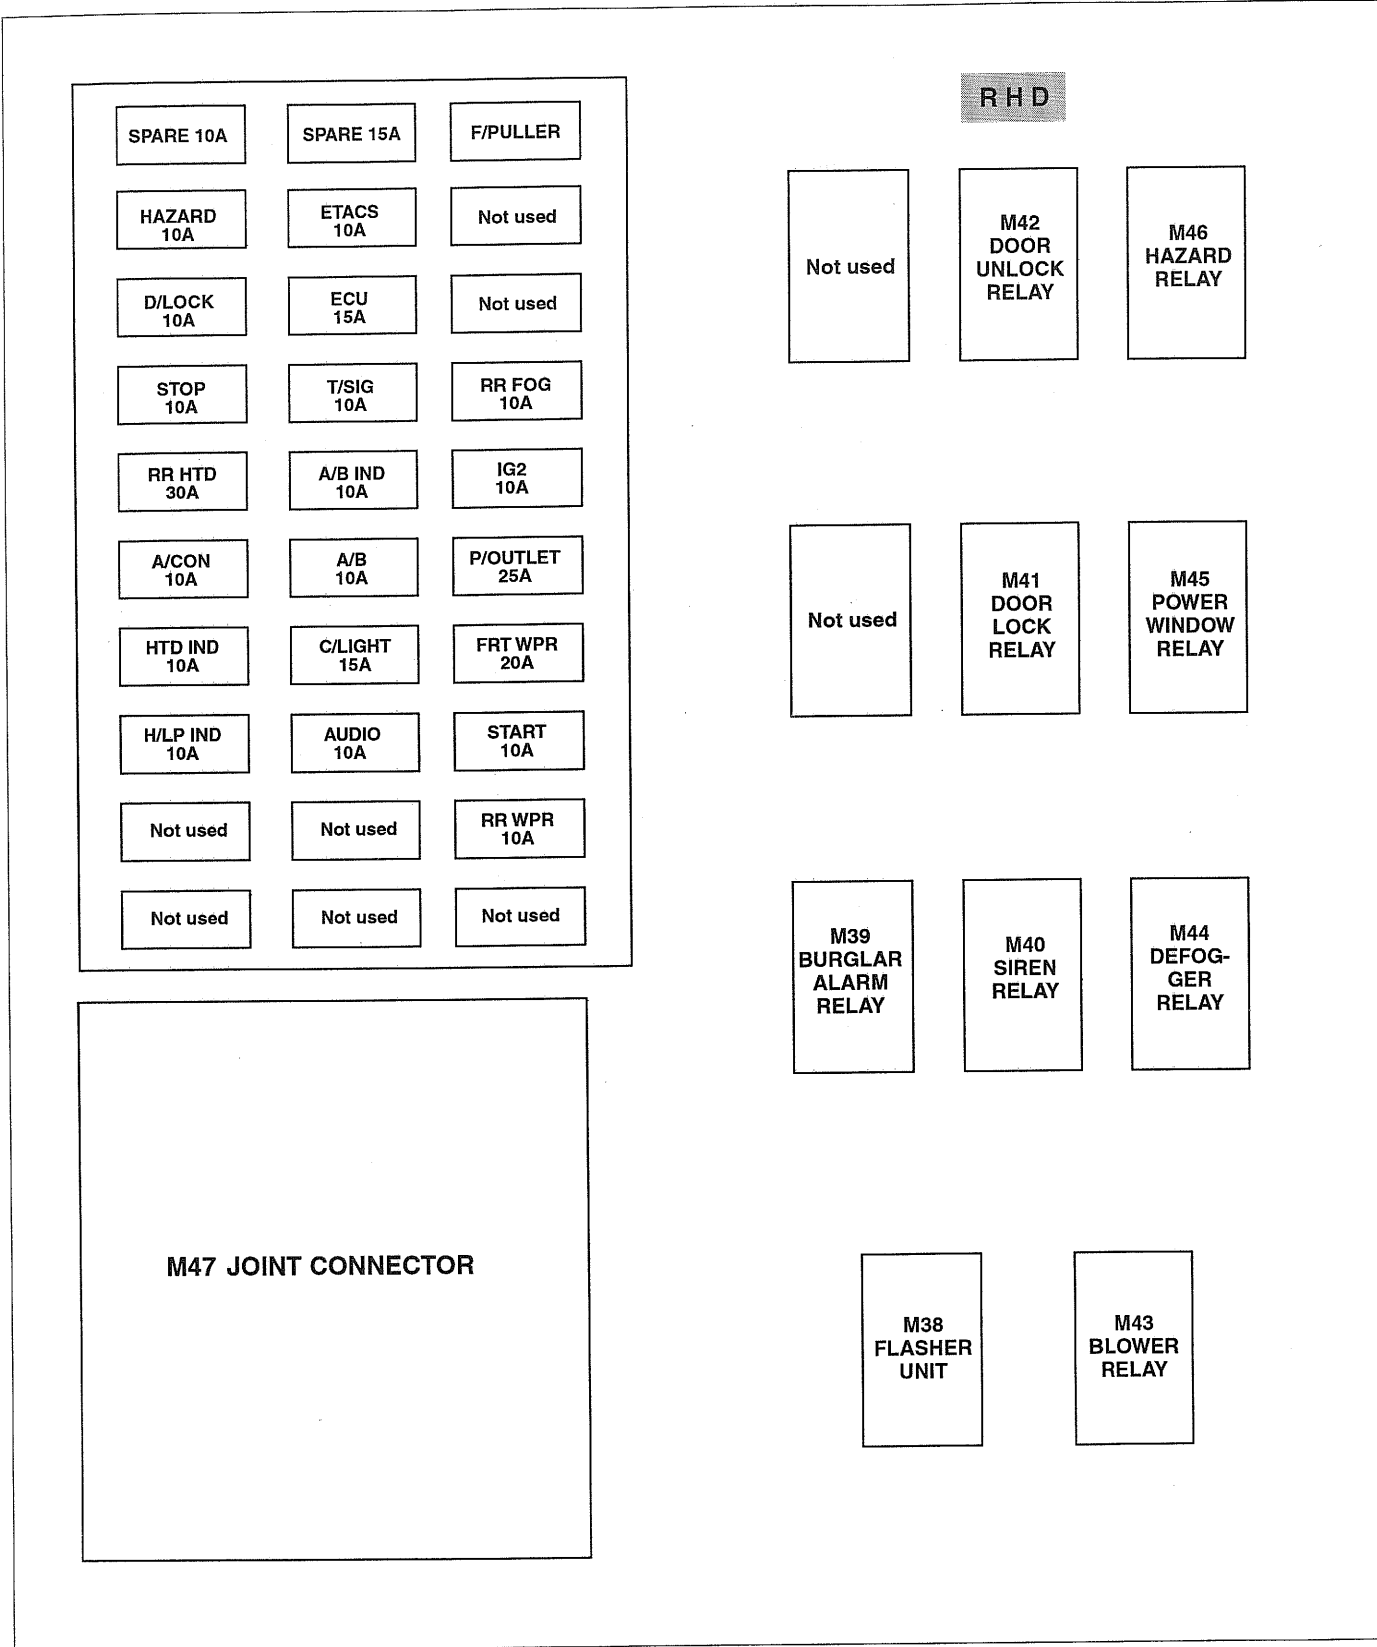 RHD
SPARE 10A
SPARE 15A
F/PULLER
HAZARD
10A
ETACS
10A
Not used
D/LOCK
10A
ECU
15A
Not used
STOP
10A
T/SIG
10A
RR FOG
10A
RR HTD
30A
A/B IND
10A
IG2
10A
A/CON
10A
A/B
10A
P/OUTLET
25A
HTD IND
10A
C/LIGHT
15A
FRT WPR
20A
H/LP IND
10A
AUDIO
10A
START
10A
Not used
Not used
RR WPR
10A
Not used
Not used
Not used
M47 JOINT CONNECTOR
Not used
M42
DOOR
UNLOCK
RELAY
M46
HAZARD
RELAY
Not used
M41
DOOR
LOCK
RELAY
M45
POWER
WINDOW
RELAY
M39
BURGLAR
ALARM
RELAY
M40
SIREN
RELAY
M44
DEFOG-
GER
RELAY
M38
FLASHER
UNIT
M43
BLOWER
RELAY